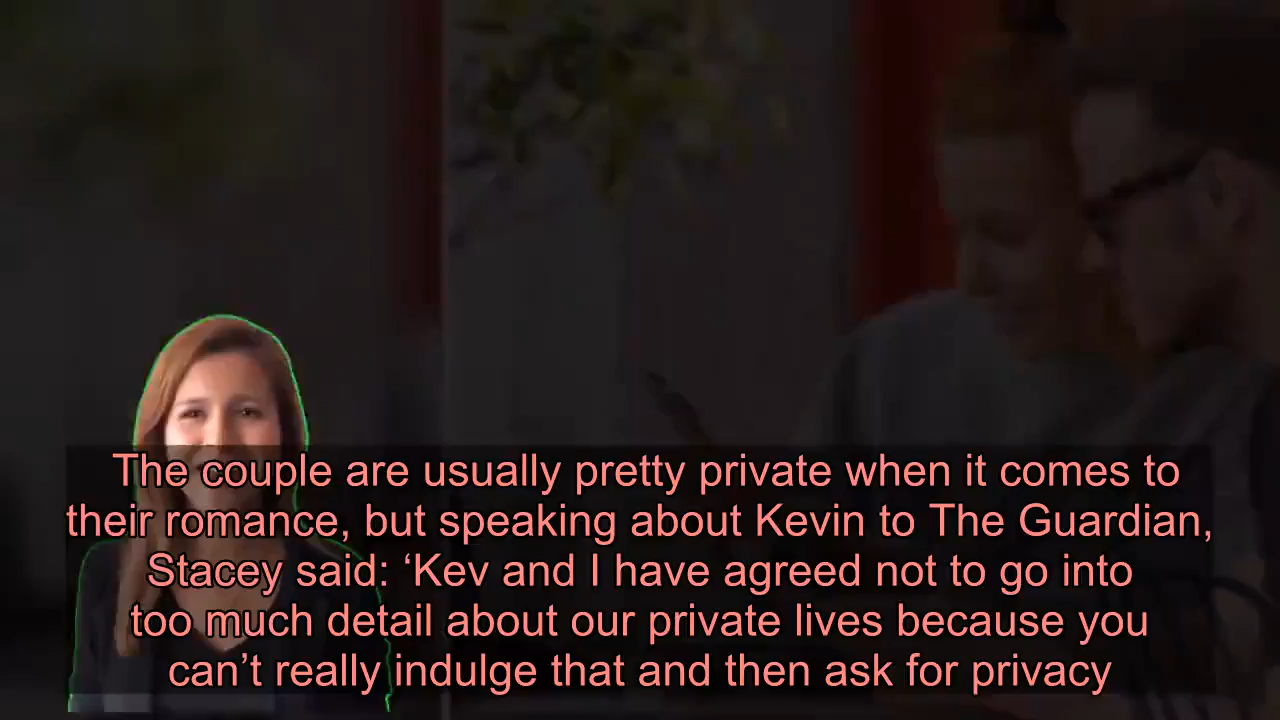 The couple are usually pretty private when it comes to
their romance, but speaking about Kevin to The Guardian,
Stacey said: ‘Kev and I have agreed not to go into
too much detail about our private lives because you
can’t really indulge that and then ask for privacy